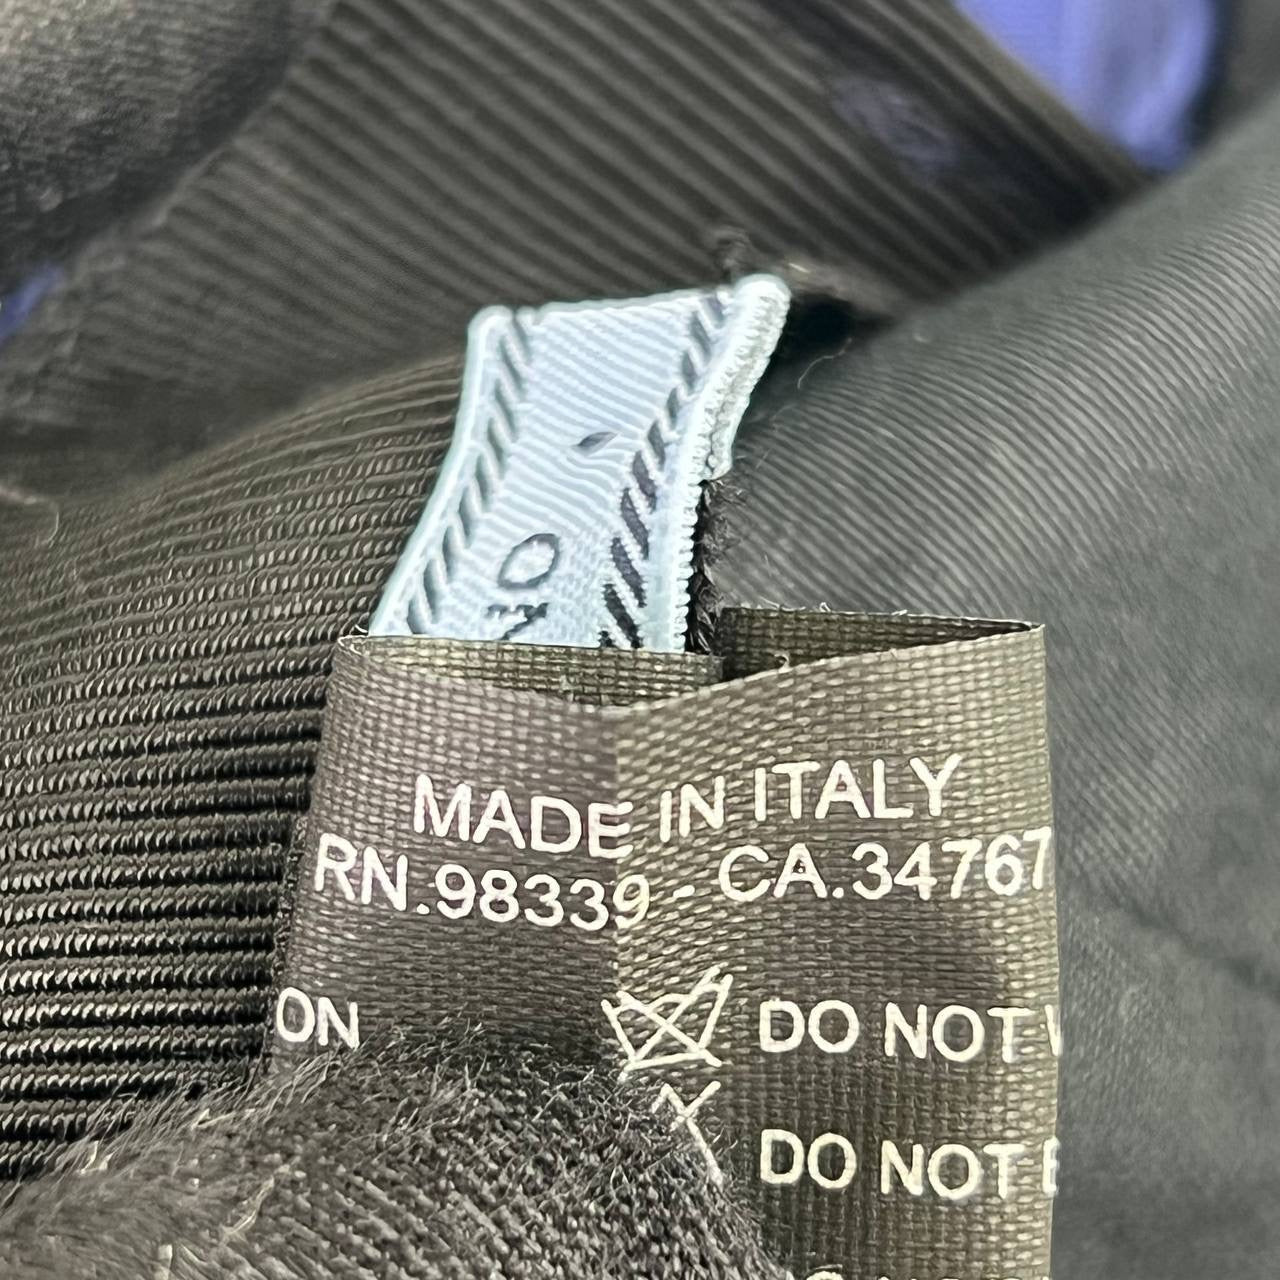 MADE IN ITALY
RN.98339 - CA.34767
ON
DO NOT
DO NOT